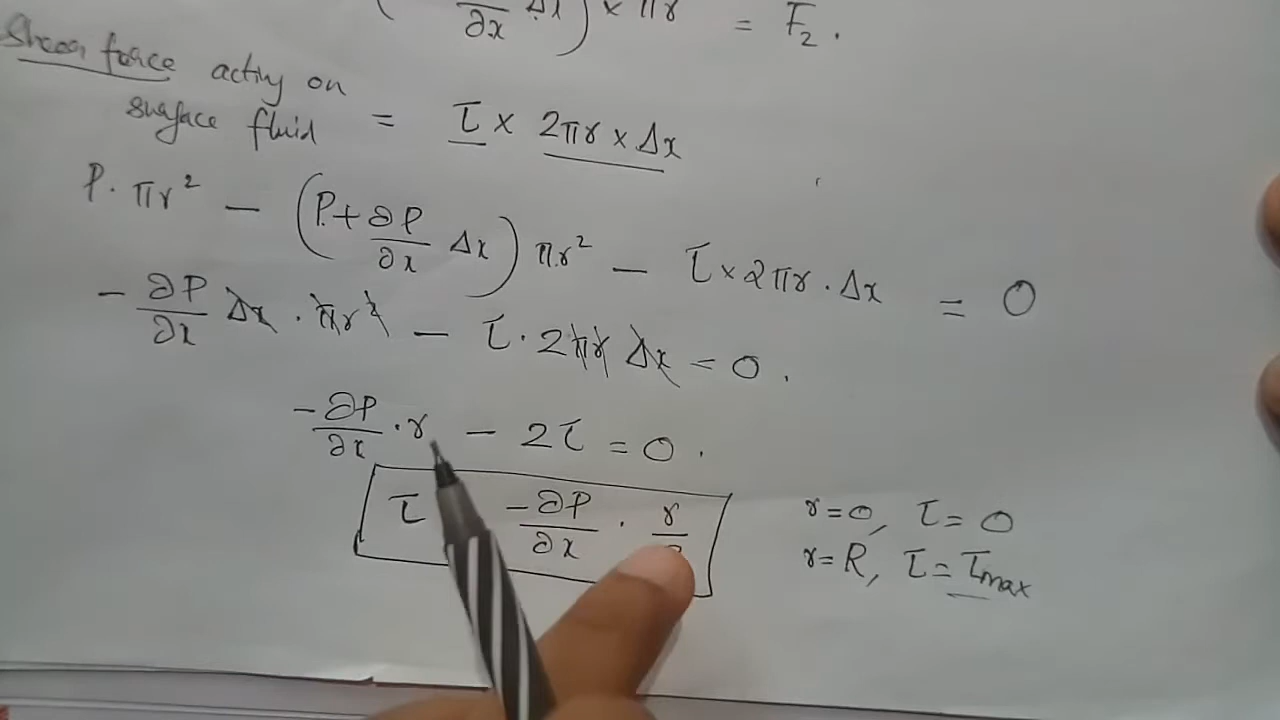 ( ∂x Δx ) × πr = F₂ .
Shear force acting on
surface fluid = τ × 2πr × Δx
P. πr² − (P + ∂P/∂x Δx) πr² − τ × 2πr . Δx = 0
− ∂P/∂x Δx . πr² − τ . 2πr Δx = 0 .
−∂P/∂x . r − 2τ = 0 .
τ −∂P/∂x . r
r = 0, τ = 0
r = R, τ = τmax